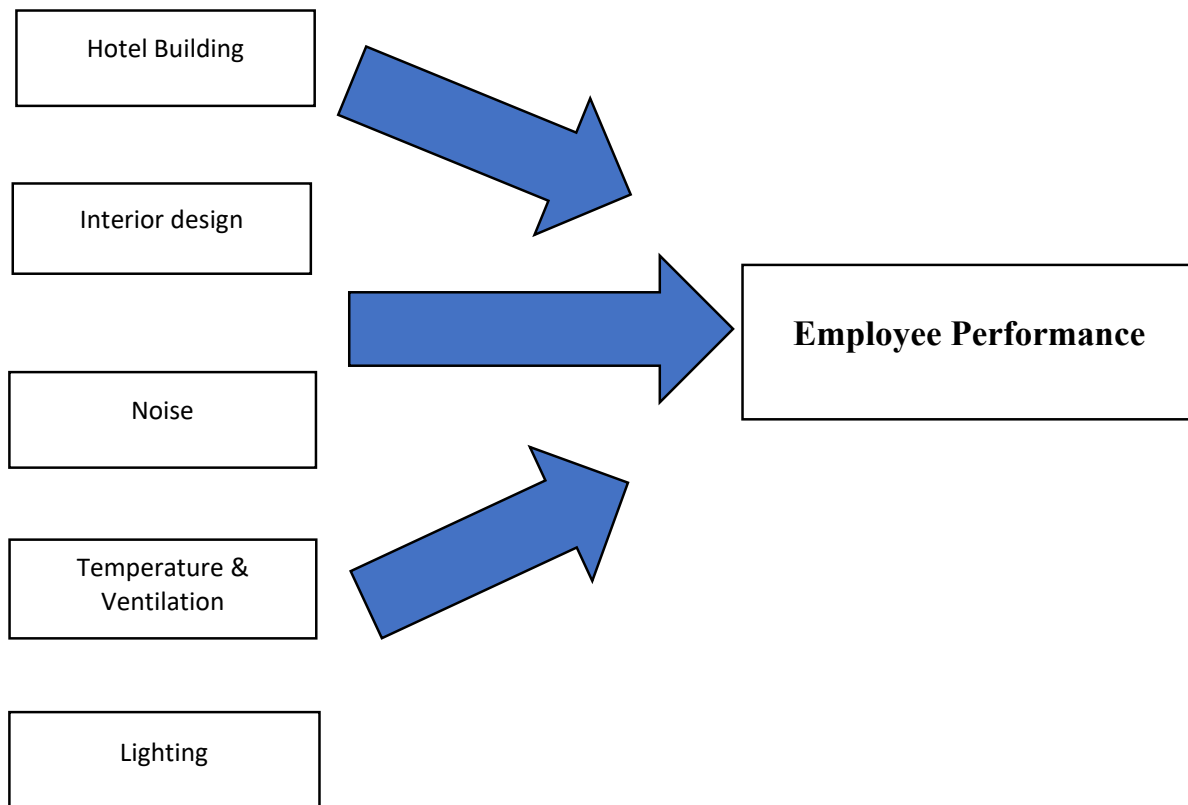 Hotel Building
Interior design
Noise
Employee Performance
Temperature &
Ventilation
Lighting